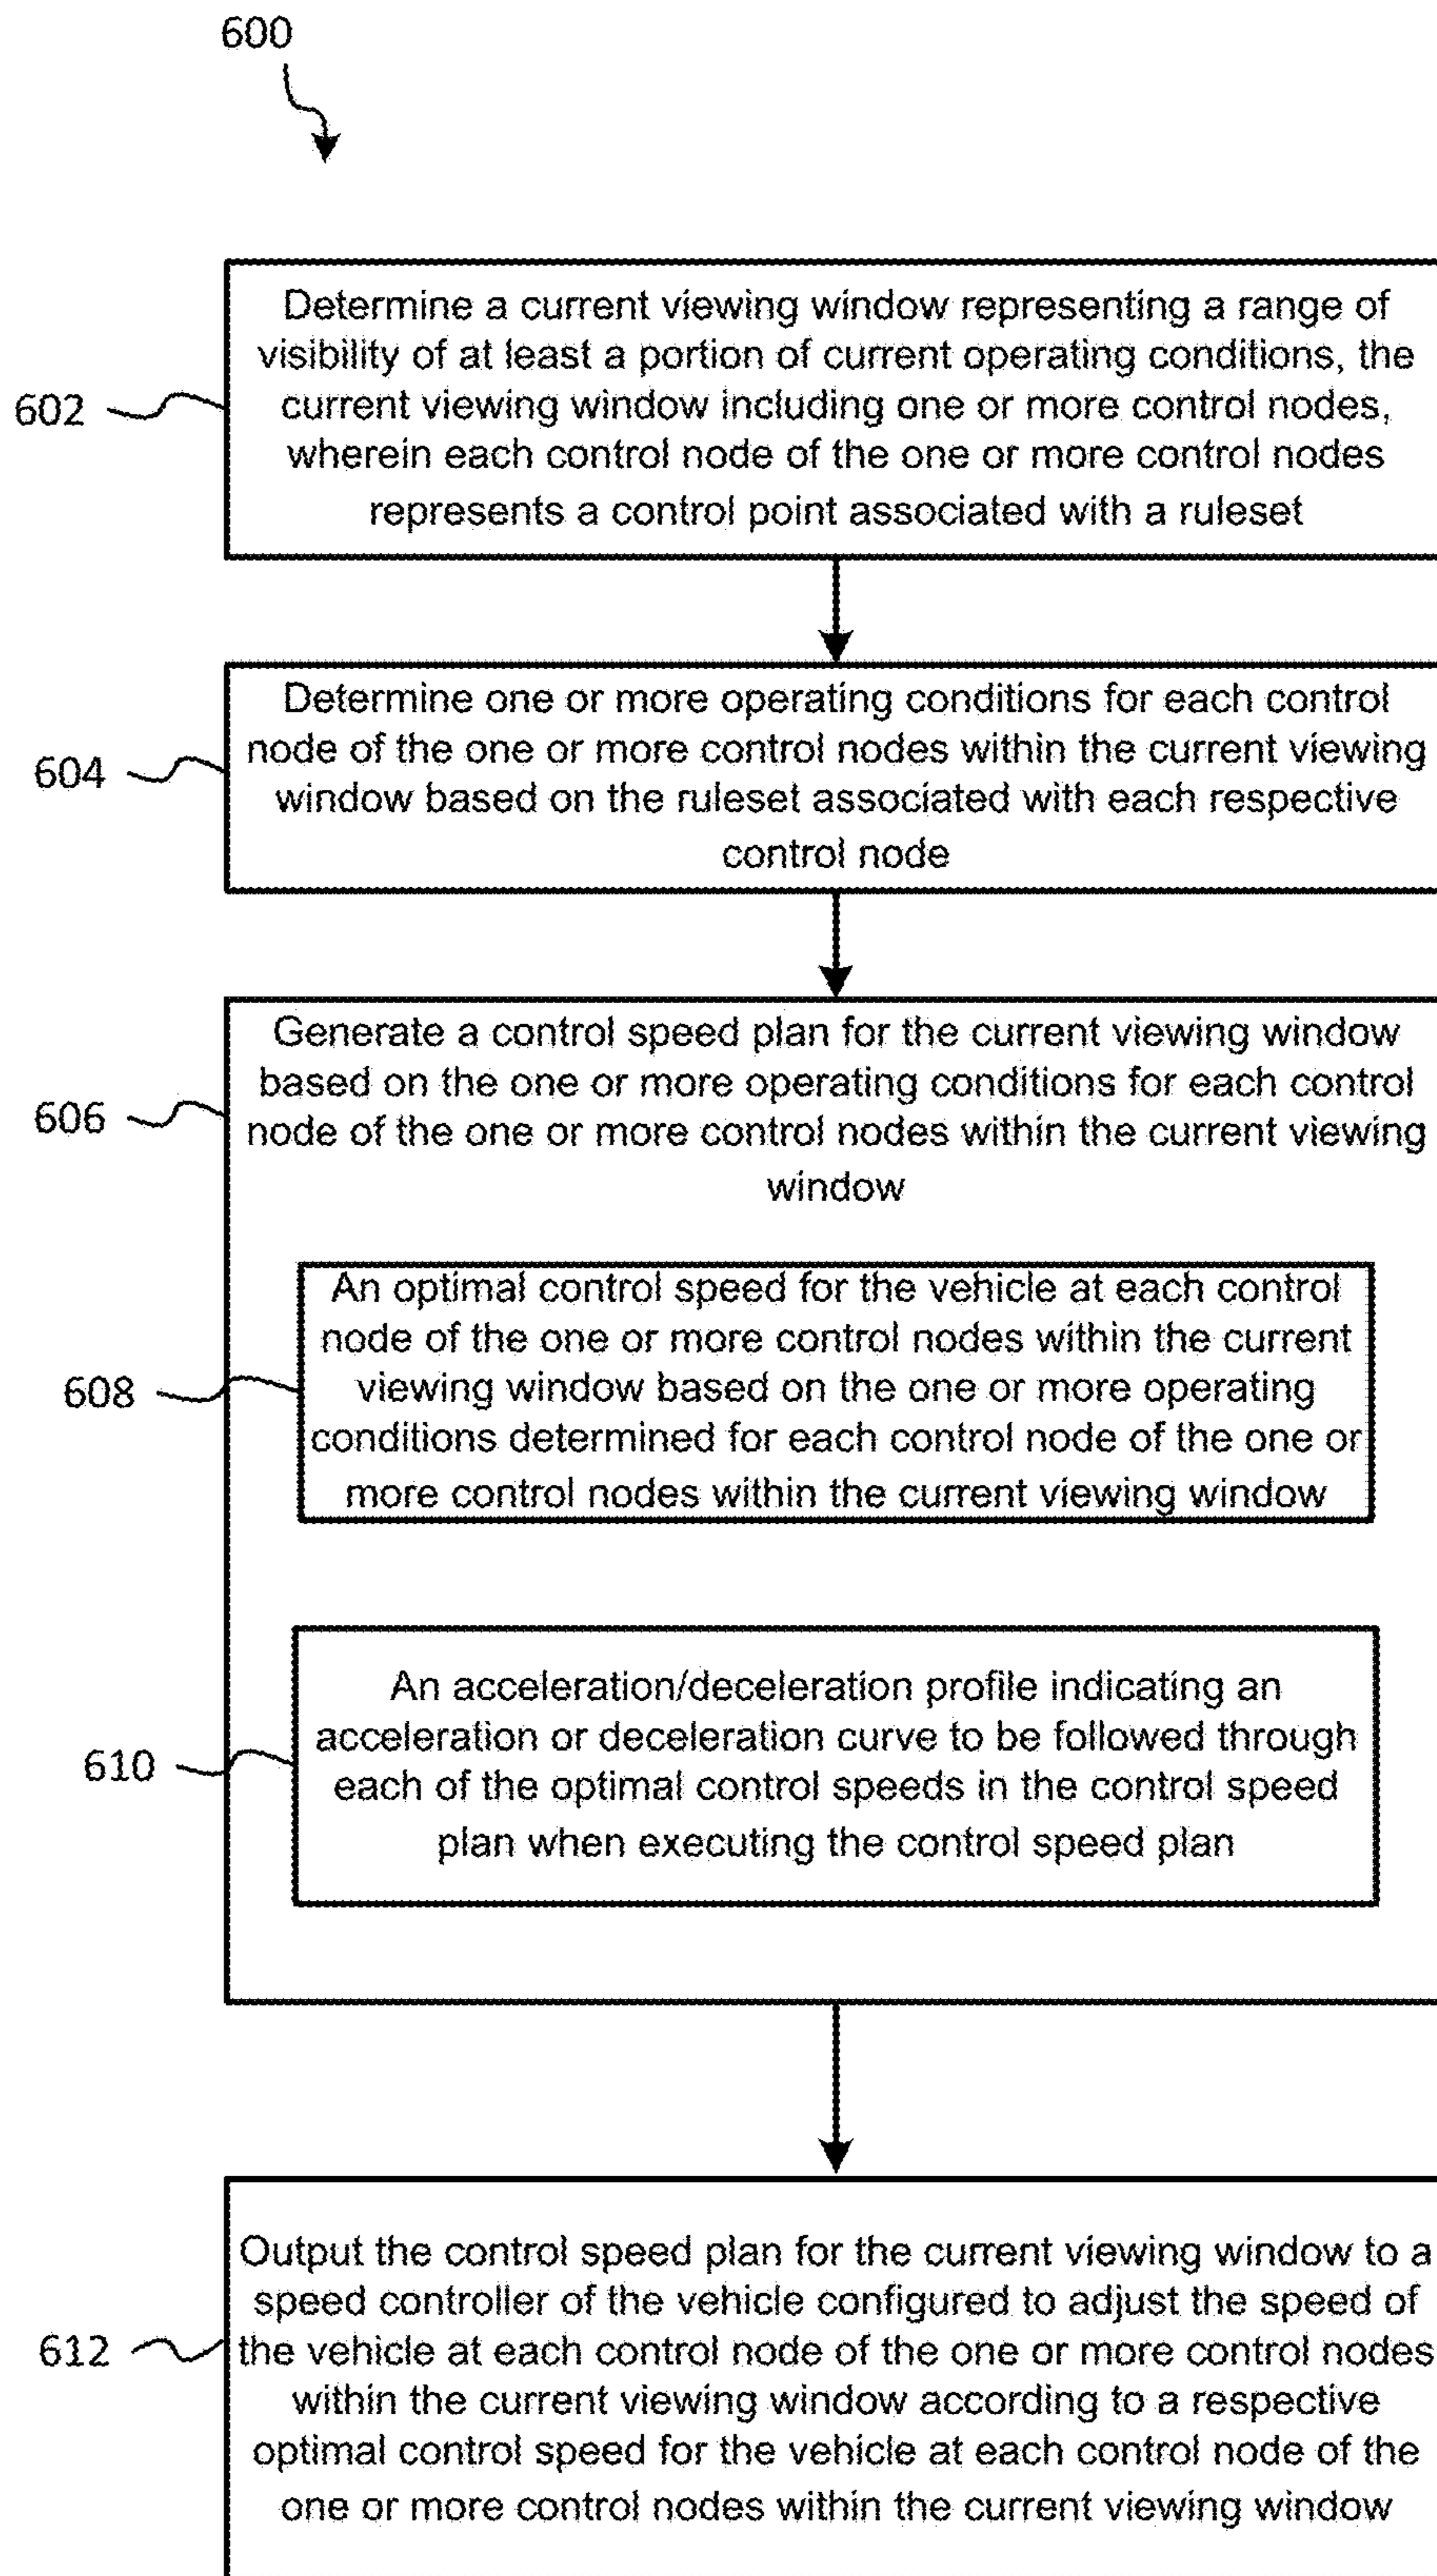 600
602
Determine a current viewing window representing a range of
visibility of at least a portion of current operating conditions, the
current viewing window including one or more control nodes,
wherein each control node of the one or more control nodes
represents a control point associated with a ruleset
604
Determine one or more operating conditions for each control
node of the one or more control nodes within the current viewing
window based on the ruleset associated with each respective
control node
606
Generate a control speed plan for the current viewing window
based on the one or more operating conditions for each control
node of the one or more control nodes within the current viewing
window
608
An optimal control speed for the vehicle at each control
node of the one or more control nodes within the current
viewing window based on the one or more operating
conditions determined for each control node of the one or
more control nodes within the current viewing window
610
An acceleration/deceleration profile indicating an
acceleration or deceleration curve to be followed through
each of the optimal control speeds in the control speed
plan when executing the control speed plan
612
Output the control speed plan for the current viewing window to a
speed controller of the vehicle configured to adjust the speed of
the vehicle at each control node of the one or more control nodes
within the current viewing window according to a respective
optimal control speed for the vehicle at each control node of the
one or more control nodes within the current viewing window